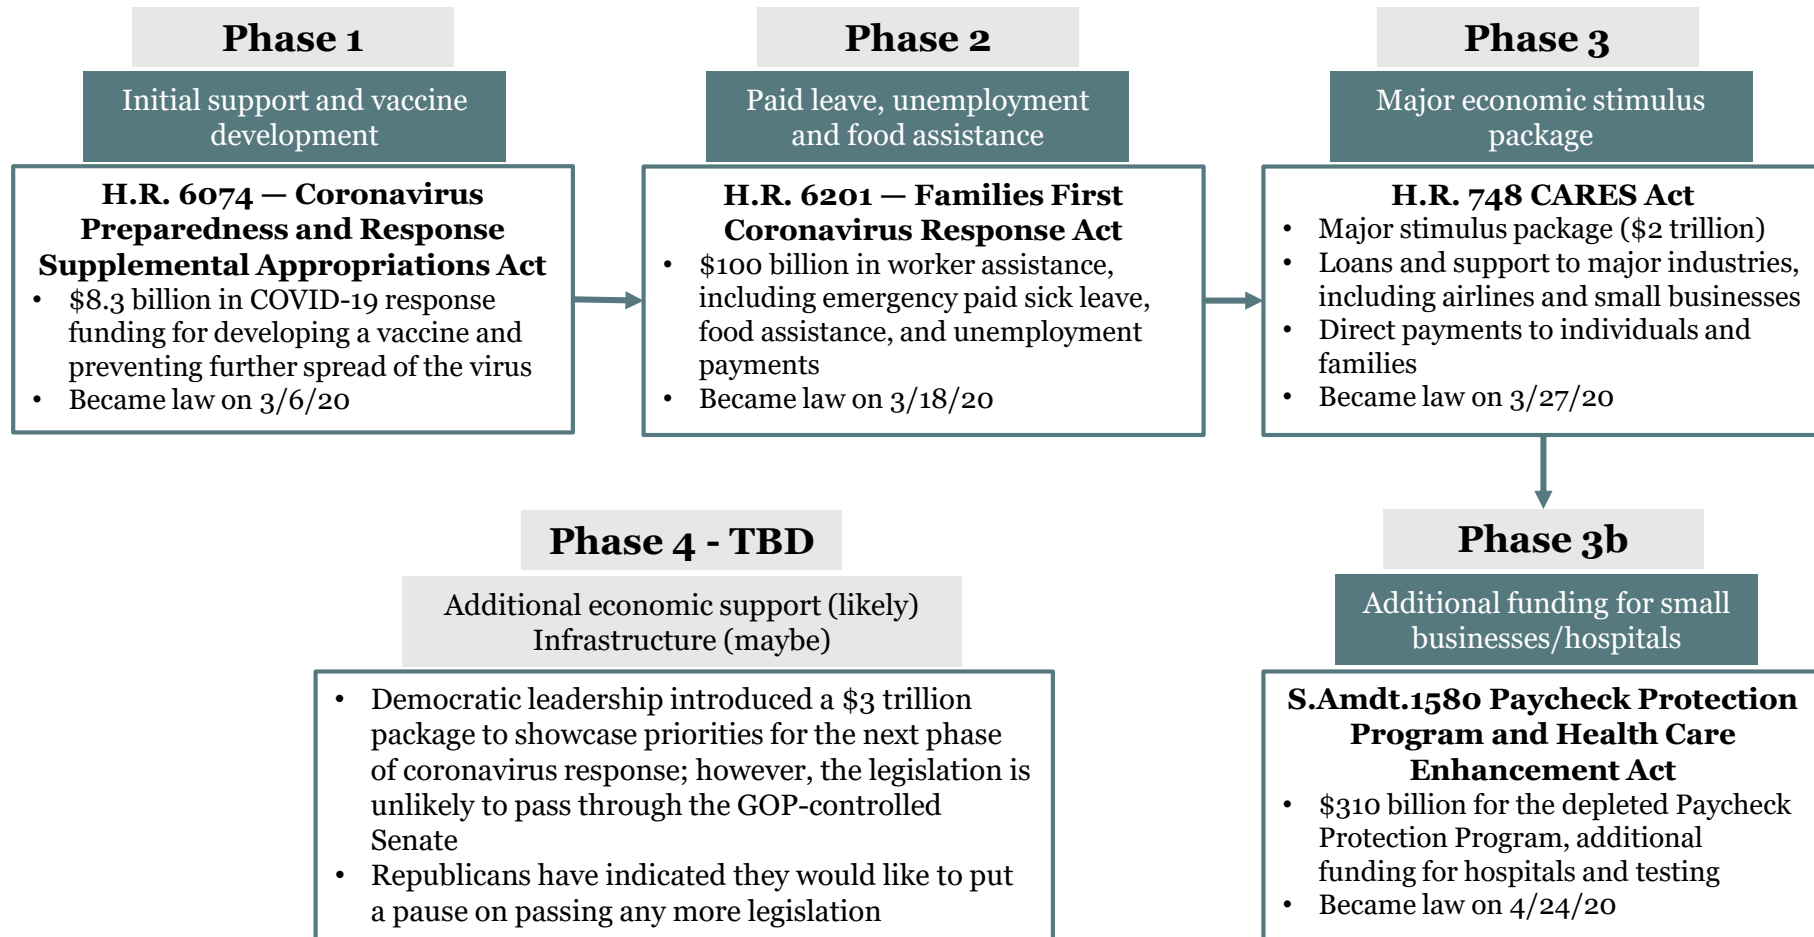 Phase 1
Initial support and vaccine
development
H.R. 6074 — Coronavirus
Preparedness and Response
Supplemental Appropriations Act
• $8.3 billion in COVID-19 response
funding for developing a vaccine and
preventing further spread of the virus
• Became law on 3/6/20
Phase 2
Paid leave, unemployment
and food assistance
H.R. 6201 — Families First
Coronavirus Response Act
• $100 billion in worker assistance,
including emergency paid sick leave,
food assistance, and unemployment
payments
• Became law on 3/18/20
Phase 3
Major economic stimulus
package
H.R. 748 CARES Act
• Major stimulus package ($2 trillion)
• Loans and support to major industries,
including airlines and small businesses
• Direct payments to individuals and
families
• Became law on 3/27/20
Phase 3b
Additional funding for small
businesses/hospitals
S.Amdt.1580 Paycheck Protection
Program and Health Care
Enhancement Act
• $310 billion for the depleted Paycheck
Protection Program, additional
funding for hospitals and testing
• Became law on 4/24/20
Phase 4 - TBD
Additional economic support (likely)
Infrastructure (maybe)
• Democratic leadership introduced a $3 trillion
package to showcase priorities for the next phase
of coronavirus response; however, the legislation is
unlikely to pass through the GOP-controlled
Senate
• Republicans have indicated they would like to put
a pause on passing any more legislation